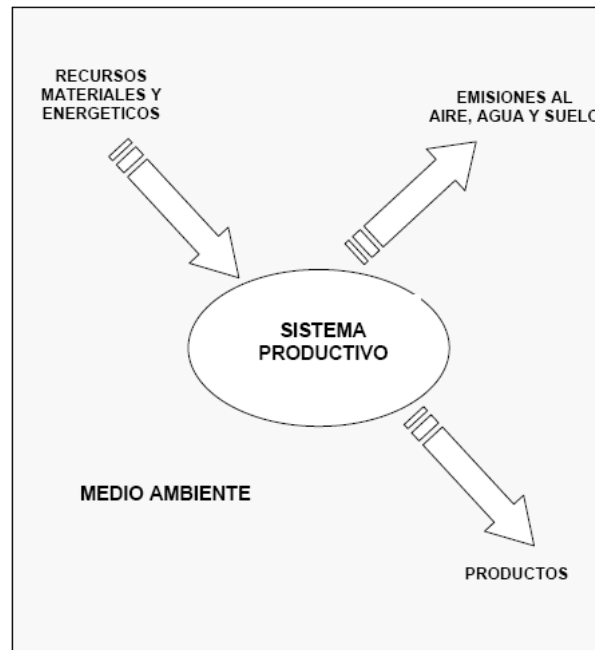 RECURSOS
MATERIALES Y
ENERGETICOS
EMISIONES AL
AIRE, AGUA Y SUELO
SISTEMA
PRODUCTIVO
MEDIO AMBIENTE
PRODUCTOS